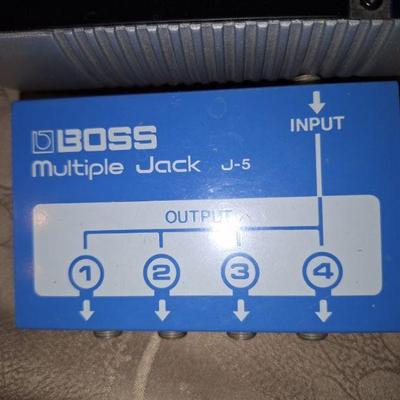 BOSS
Multiple Jack J-5
INPUT
OUTPUT
1 2 3 4